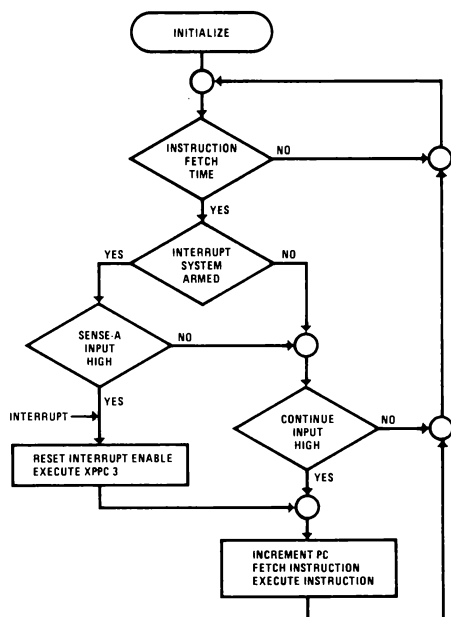 INITIALIZE
INSTRUCTION
FETCH
TIME
NO
YES
INTERRUPT
SYSTEM
ARMED
YES
NO
SENSE-A
INPUT
HIGH
NO
YES
INTERRUPT
CONTINUE
INPUT
HIGH
NO
YES
RESET INTERRUPT ENABLE
EXECUTE XPPC 3
INCREMENT PC
FETCH INSTRUCTION
EXECUTE INSTRUCTION